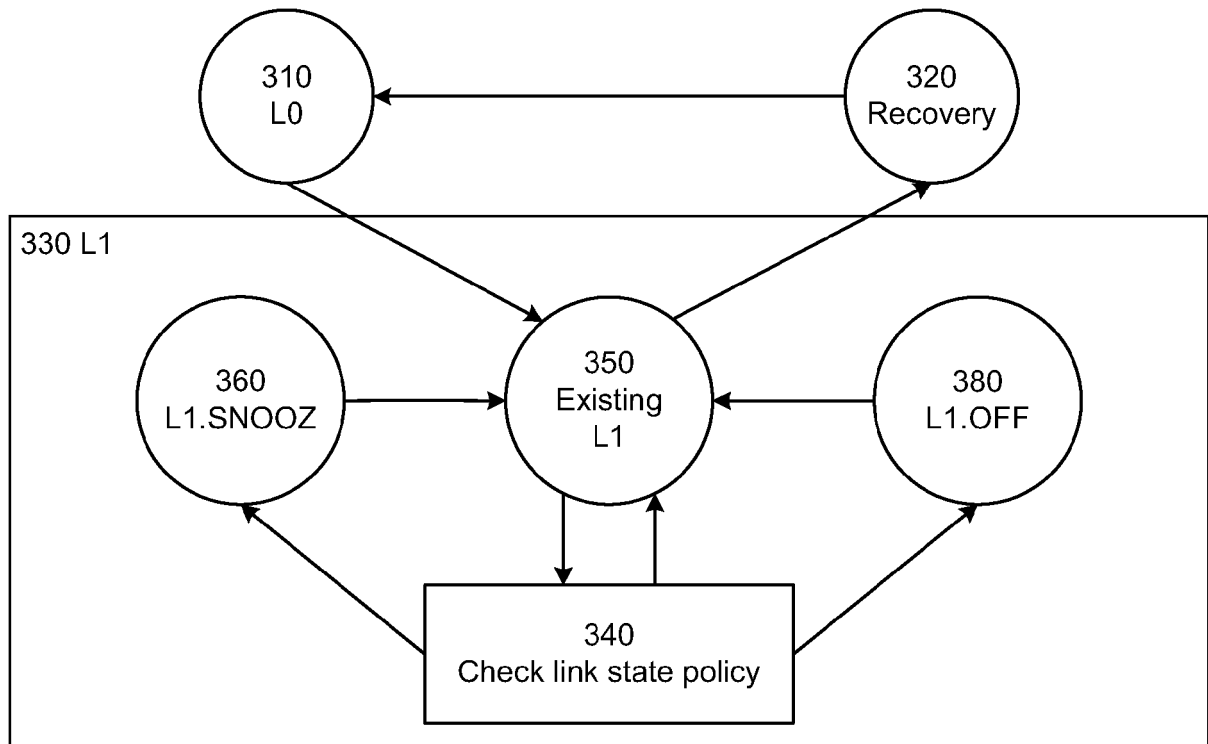 310
L0
320
Recovery
330 L1
360
L1.SNOOZ
350
Existing
L1
380
L1.OFF
340
Check link state policy